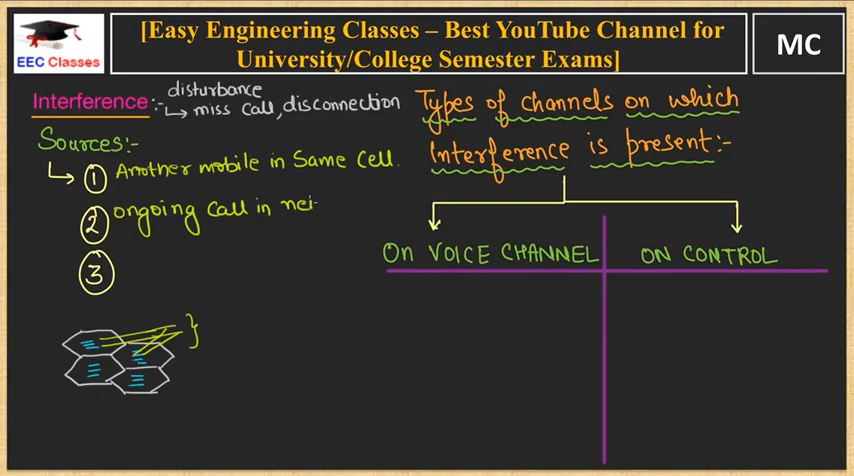 [Easy Engineering Classes – Best YouTube Channel for
University/College Semester Exams]
MC
EEC Classes
Interference:- disturbance
↳ miss call, disconnection
Sources:-
↳ 1 Another mobile in Same Cell.
2 ongoing call in nei
3
Types of channels on which
Interference is present:-
On VOICE CHANNEL
ON CONTROL